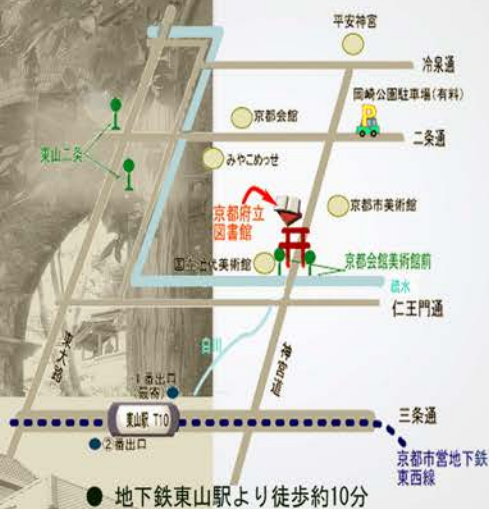 平安神宮
冷泉通
岡崎公園駐車場(有料)
P
京都会館
二条通
東山二条
みやこめっせ
京都府立
図書館
京都市美術館
国立近代美術館
京都会館美術館前
疏水
仁王門通
東大路
白川
神宮道
1番出口
(最寄)
東山駅 T10
三条通
②番出口
京都市営地下鉄
東西線
● 地下鉄東山駅より徒歩約10分